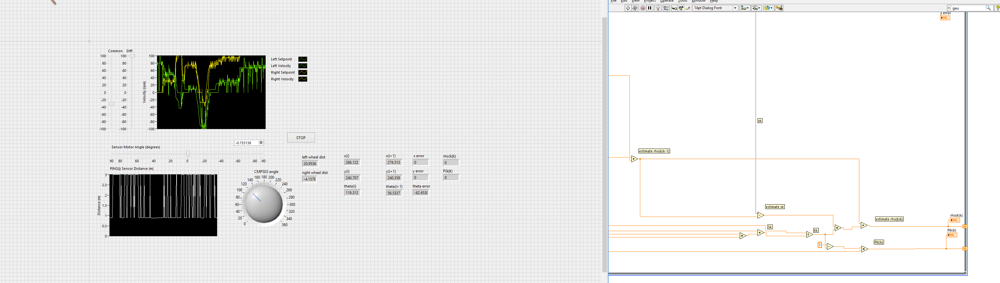 File Edit View Project Operate Tools Window Help
14pt Dialog Font
gau
y error
DBL
Common Diff
100 100 100
80 80 80
60 60 60
40 40 40
20 20 20
0 0 0
-20 -20 -20
-40 -40 -40
-60 -60 -60
-80 -80 -80
-100 -100 -100
Velocity (rpm)
Left Setpoint
Left Velocity
Right Setpoint
Right Velocity
STOP
-0.753138
Sensor Motor Angle (degrees)
90 80 60 40 20 0 -20 -40 -60 -80 -90
PING))) Sensor Distance (m)
3
2.5
2
1.5
1
0.5
0
Distance (m)
CMPS03 angle
0 20 40 60 80 100 120 140 160 180 200 220 240 260 280 300 320 340 360
left wheel dist
20.9536
right wheel dist
-4.1579
x(i) x(i+1) x error rho(k|k)
266.122 274.513 0 0
y(i) y(i+1) y error P(k|k)
240.707 240.358 0 0
theta(i) theta(i+1) theta error
119.312 56.5337 -62.6538
zk
estimate rho(k|k-1)
estimate zk
Sk
Kk
1
estimate rho(k|k)
rho(k|k)
DBL
P(k|k)
DBL
P(k|k)